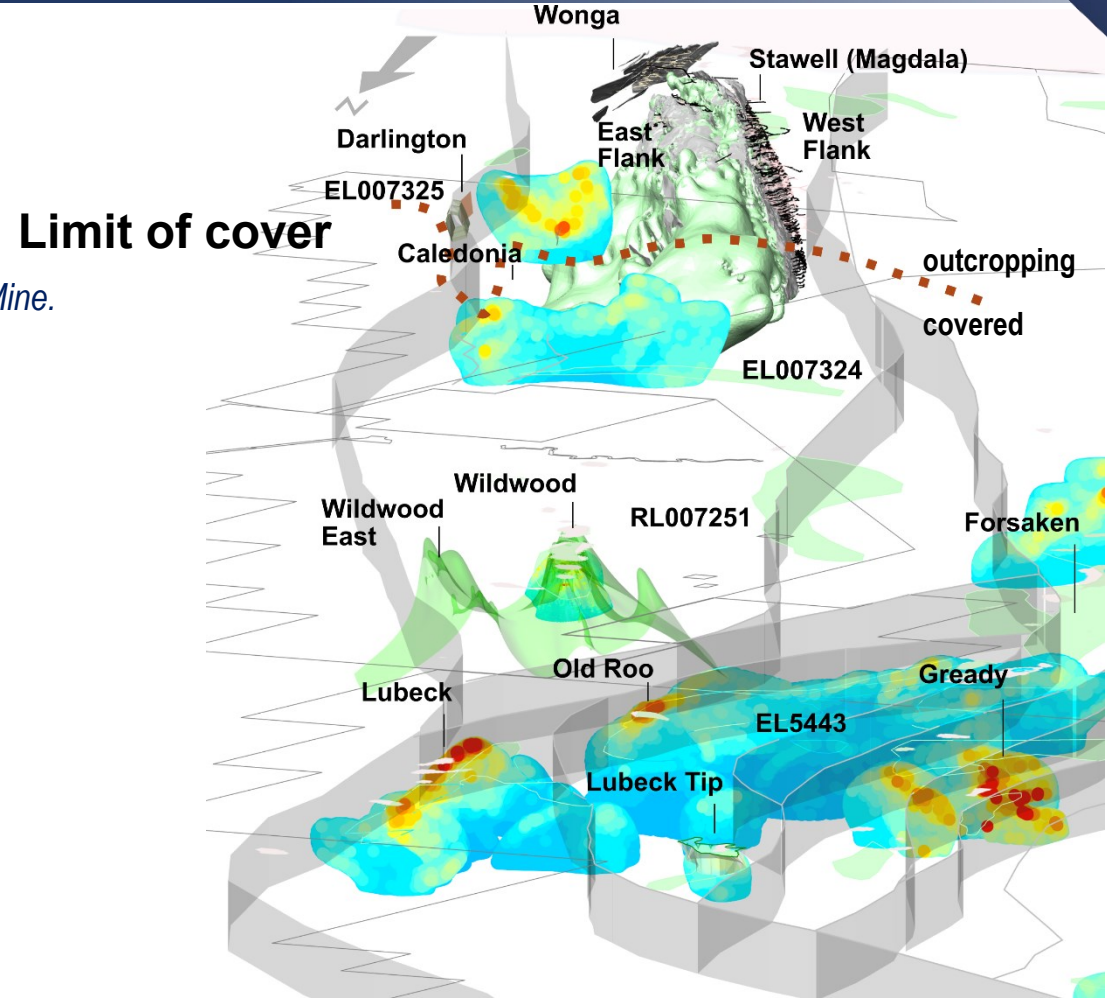 Wonga
Stawell (Magdala)
West
Flank
East
Flank
Darlington
EL007325
Limit of cover
Caledonia
outcropping
Mine.
covered
EL007324
Wildwood
Wildwood
East
RL007251
Forsaken
Old Roo
Gready
Lubeck
EL5443
Lubeck Tip